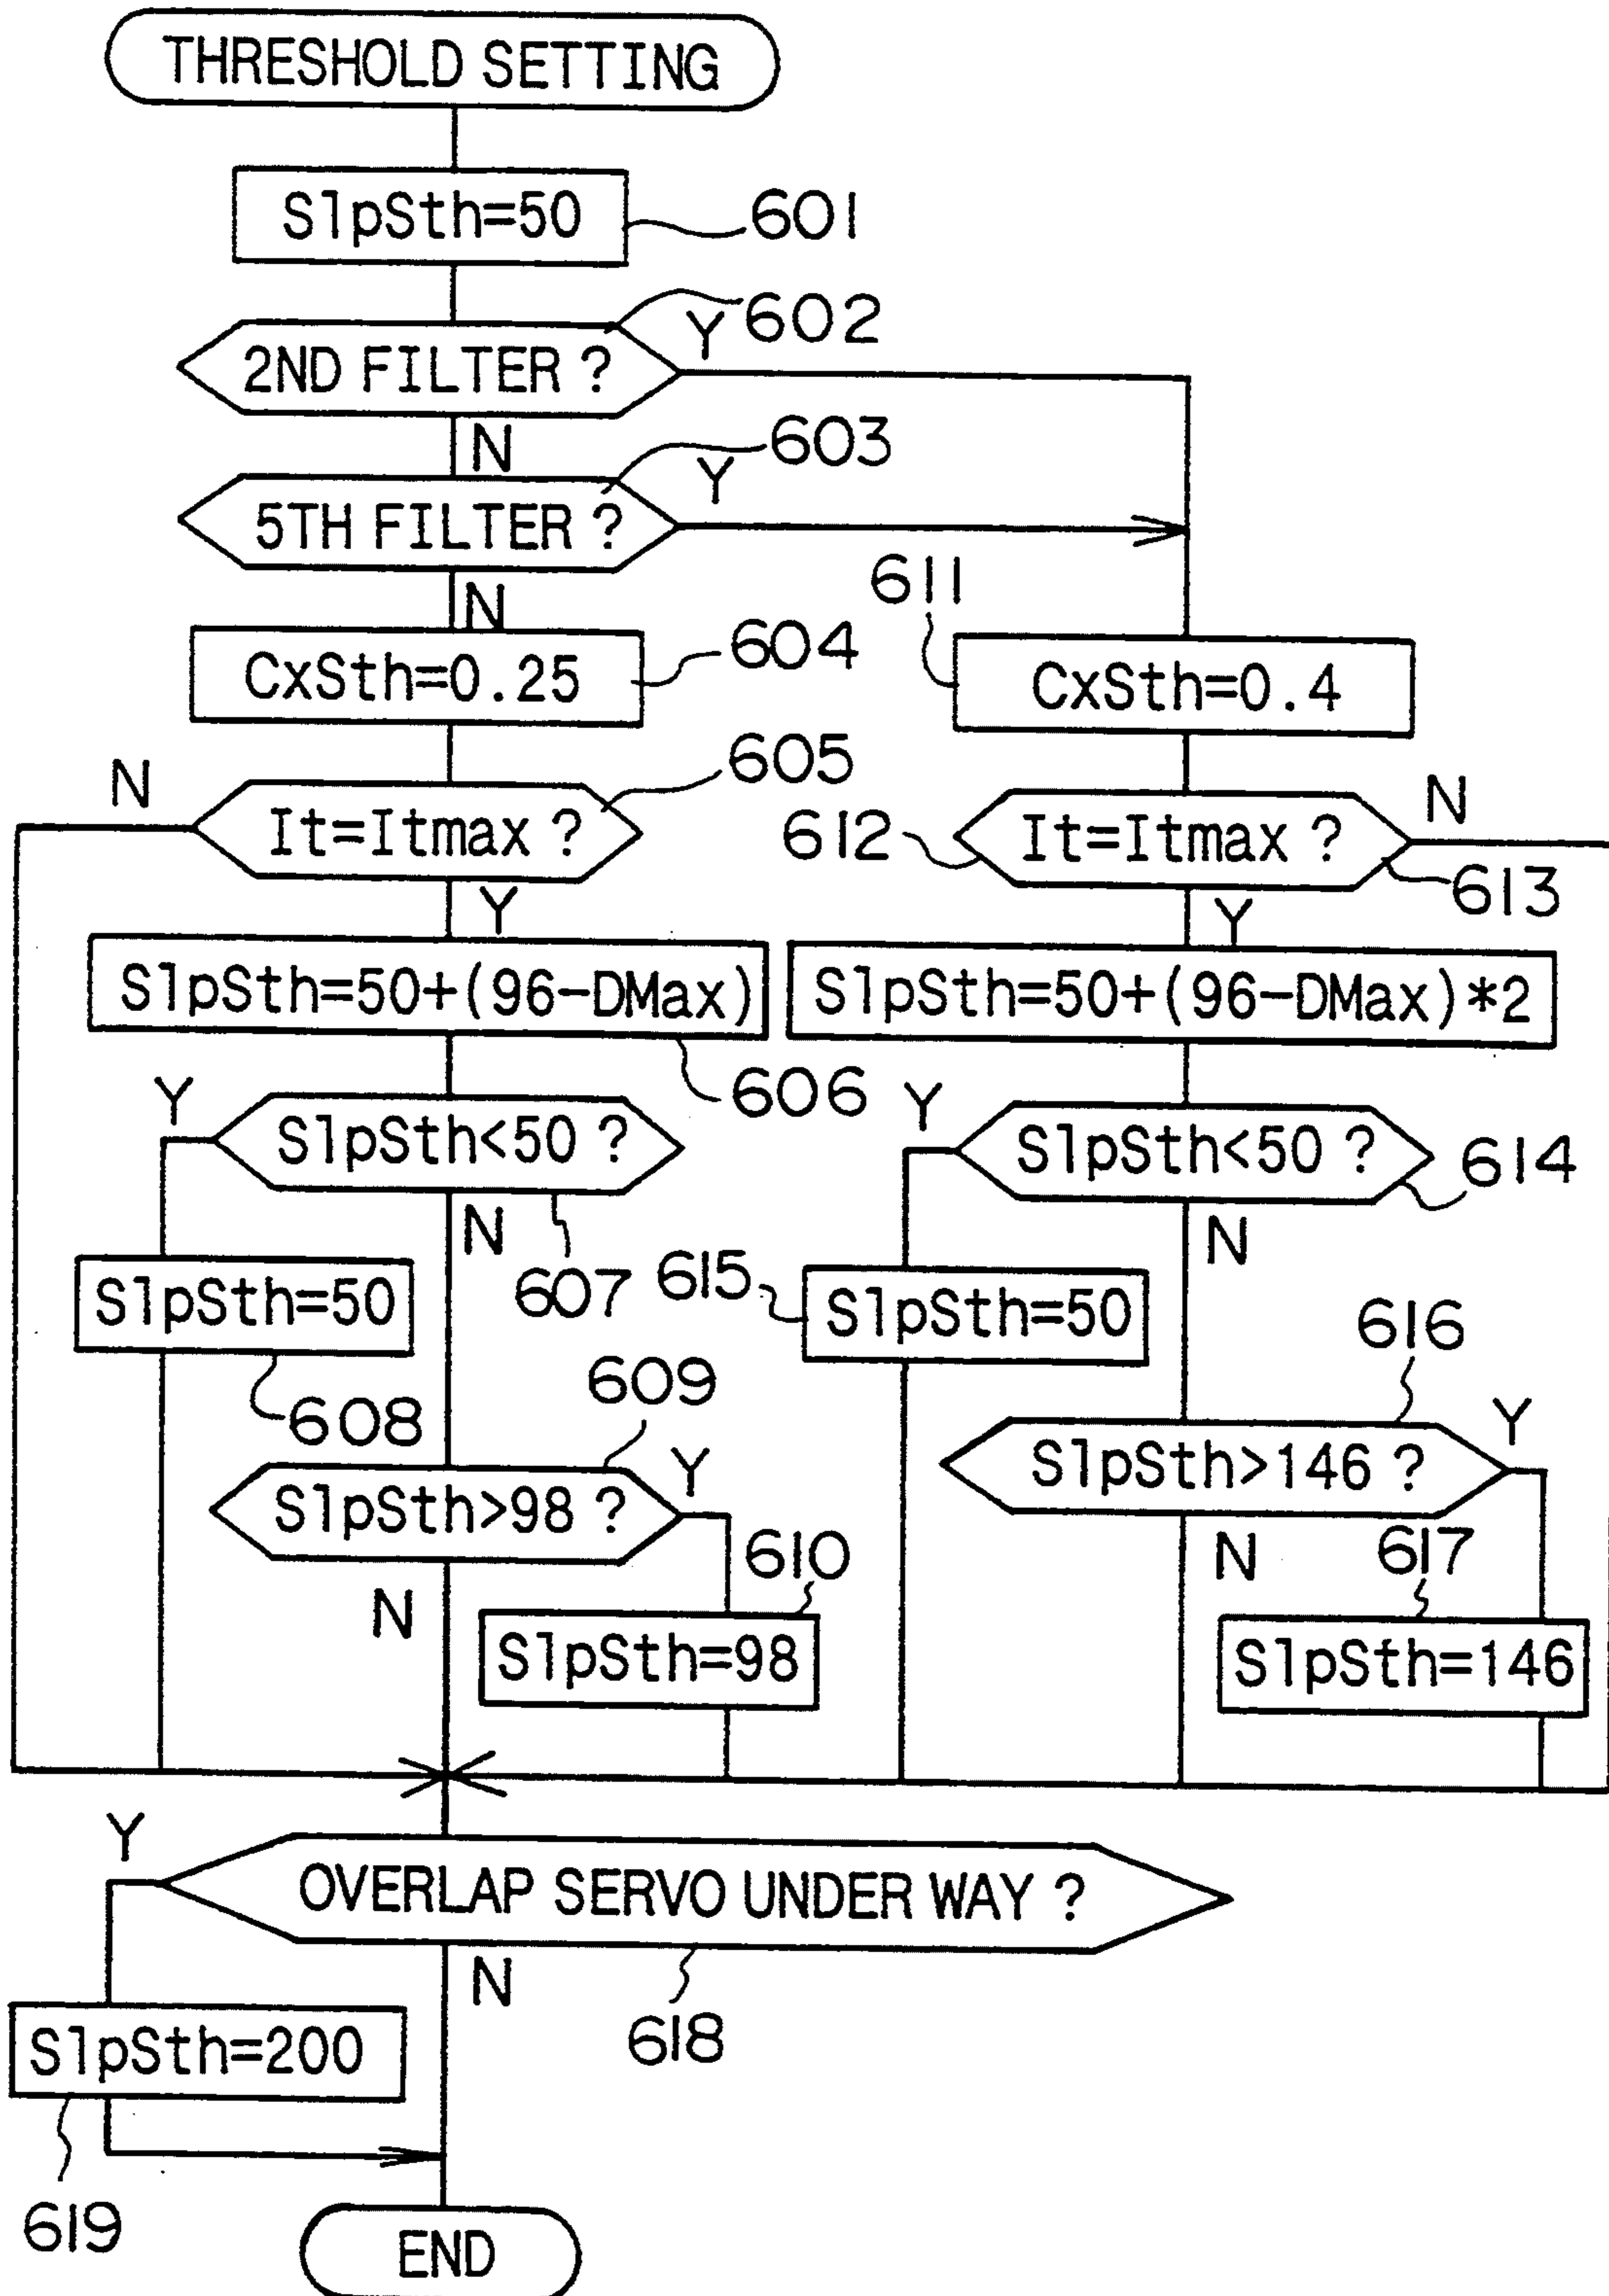 THRESHOLD SETTING
SlpSth=50
601
602
2ND FILTER ?
Y
N
603
5TH FILTER ?
Y
N
CxSth=0.25
604
611
CxSth=0.4
605
N
It=Itmax ?
Y
612
It=Itmax ?
N
613
Y
SlpSth=50+(96-DMax)
606
SlpSth=50+(96-DMax)*2
Y
SlpSth<50 ?
N
607
Y
SlpSth<50 ?
614
N
SlpSth=50
608
615
SlpSth=50
609
SlpSth>98 ?
Y
N
610
SlpSth=98
616
SlpSth>146 ?
Y
N
617
SlpSth=146
Y
OVERLAP SERVO UNDER WAY ?
N
618
SlpSth=200
619
END